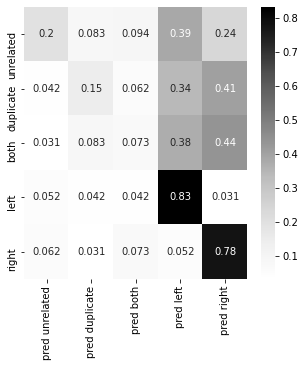 unrelated 0.2 0.083 0.094 0.39 0.24
duplicate 0.042 0.15 0.062 0.34 0.41
both 0.031 0.083 0.073 0.38 0.44
left 0.052 0.042 0.042 0.83 0.031
right 0.062 0.031 0.073 0.052 0.78
pred unrelated
pred duplicate
pred both
pred left
pred right
0.8
0.7
0.6
0.5
0.4
0.3
0.2
0.1